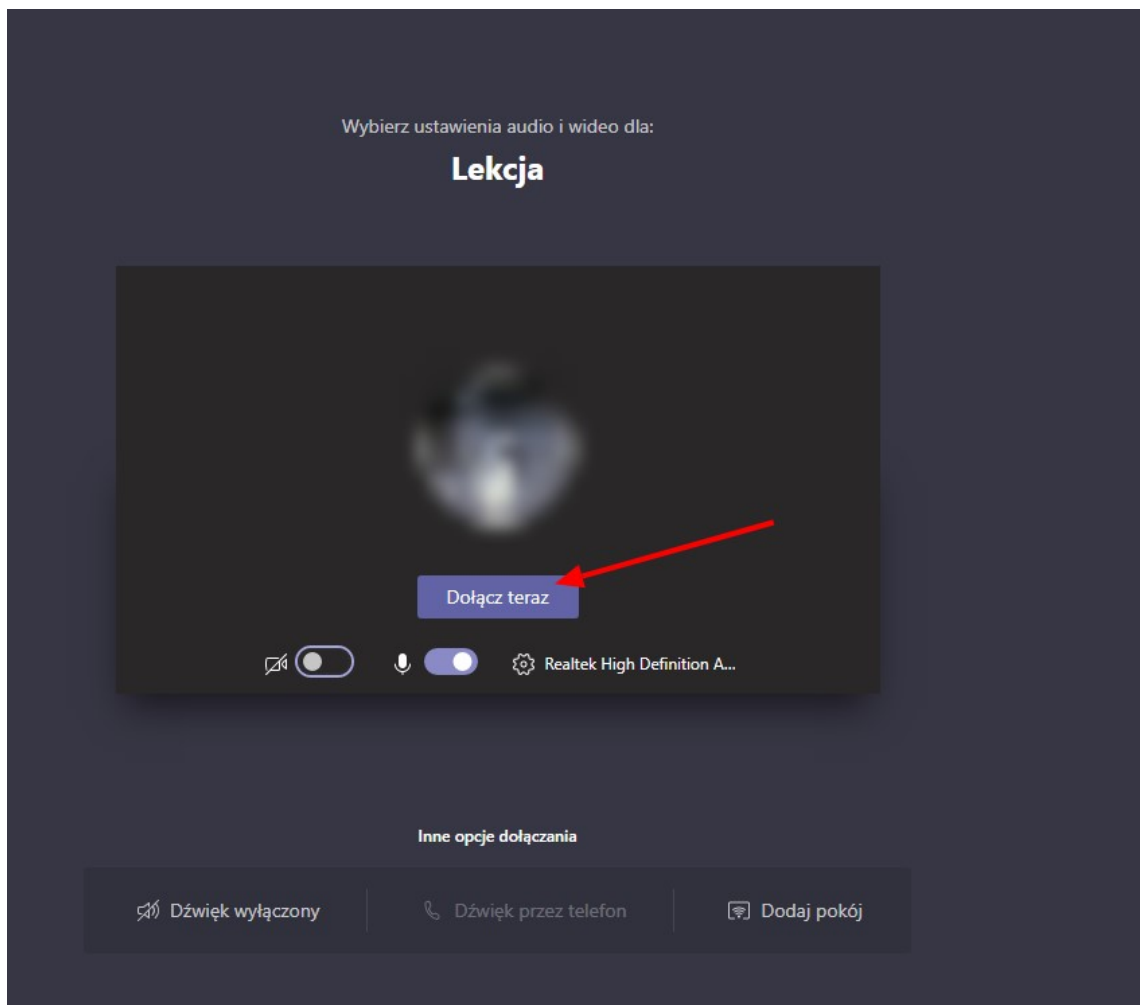 Wybierz ustawienia audio i wideo dla:
Lekcja
Dołącz teraz
Realtek High Definition A...
Inne opcje dołączania
Dźwięk wyłączony
Dźwięk przez telefon
Dodaj pokój